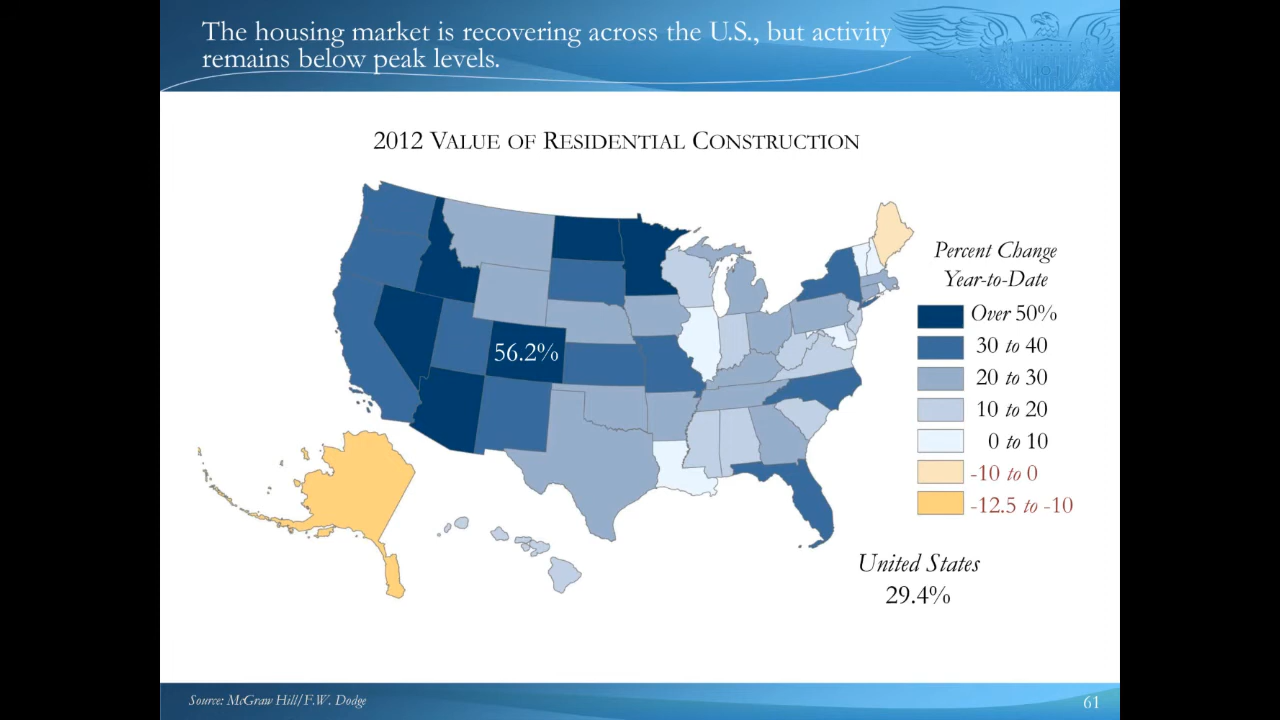 The housing market is recovering across the U.S., but activity
remains below peak levels.
2012 VALUE OF RESIDENTIAL CONSTRUCTION
Percent Change
Year-to-Date
Over 50%
30 to 40
20 to 30
10 to 20
0 to 10
-10 to 0
-12.5 to -10
56.2%
United States
29.4%
Source: McGraw Hill/F.W. Dodge
61